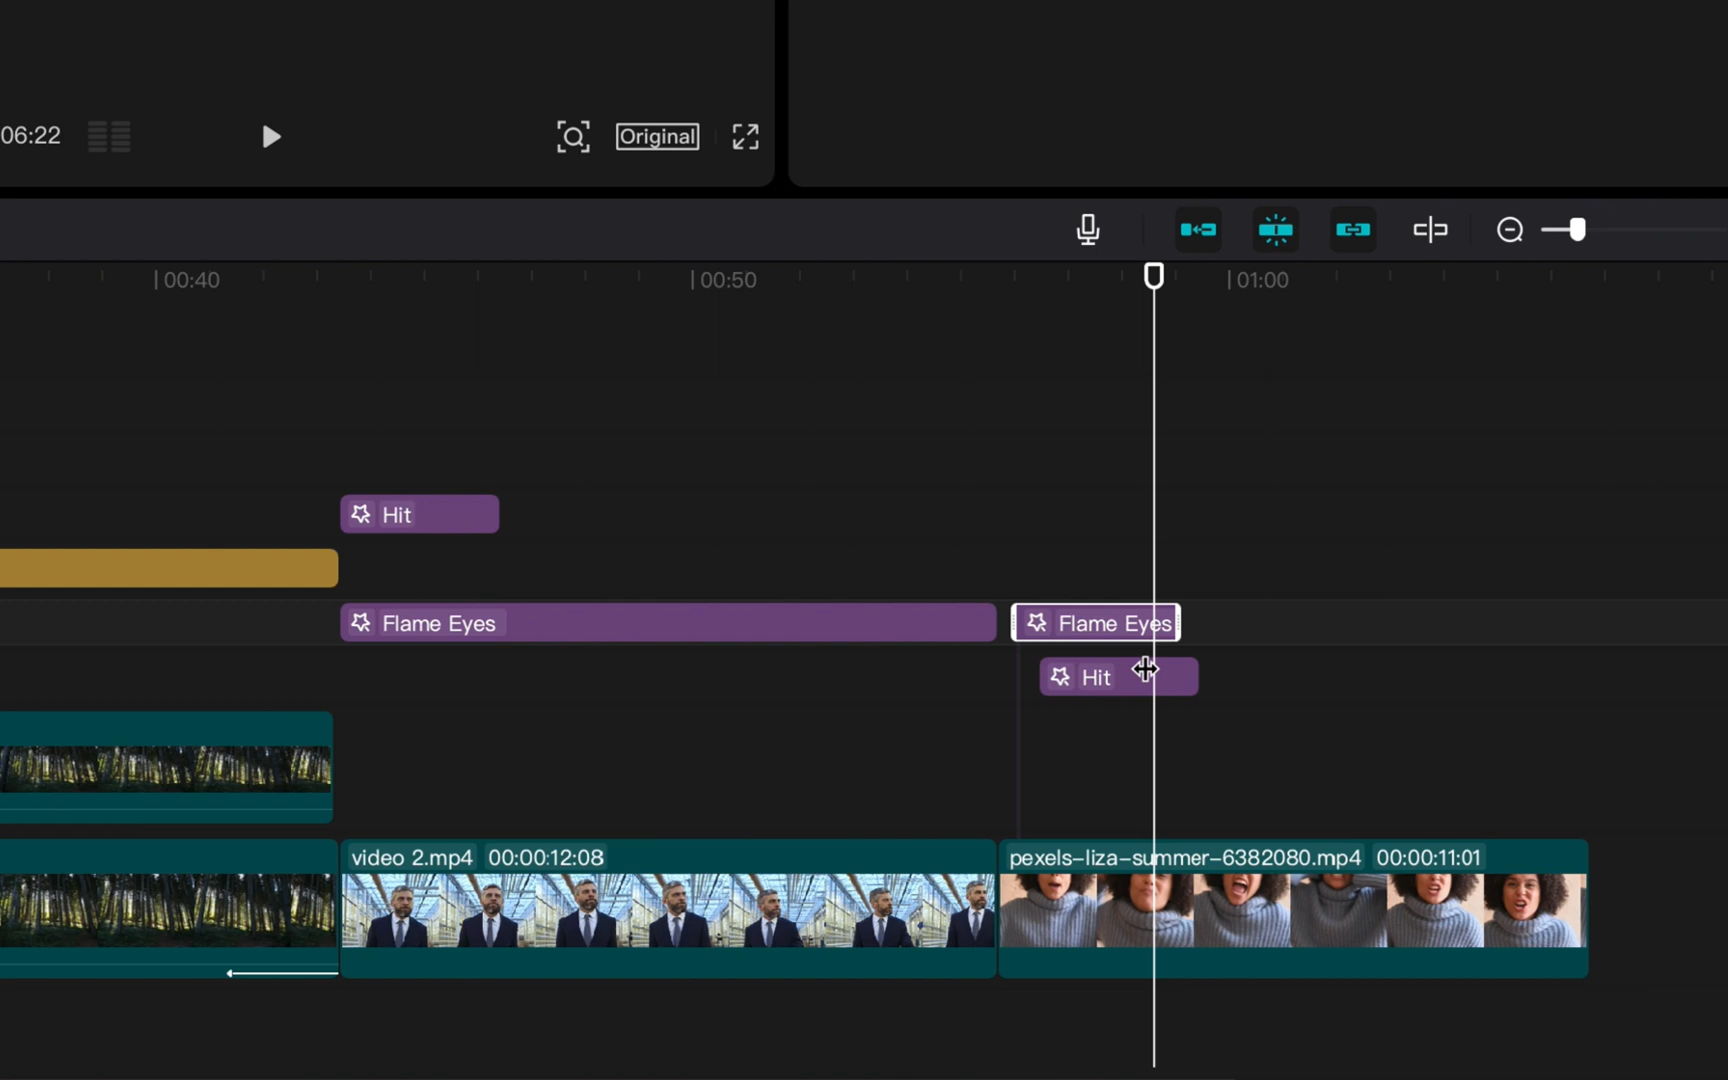 06:22
Original
00:40
00:50
01:00
Hit
Flame Eyes
Flame Eyes
Hit
video 2.mp4 00:00:12:08
pexels-liza-summer-6382080.mp4 00:00:11:01